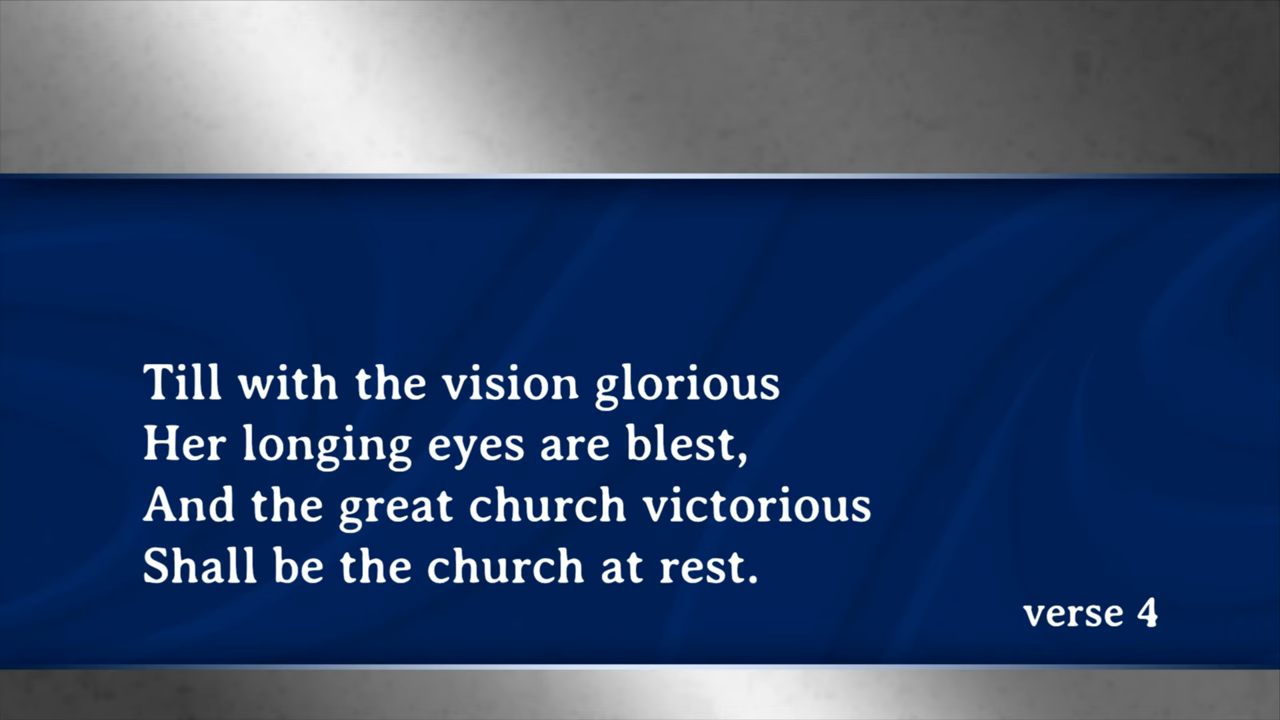 Till with the vision glorious
Her longing eyes are blest,
And the great church victorious
Shall be the church at rest.
verse 4